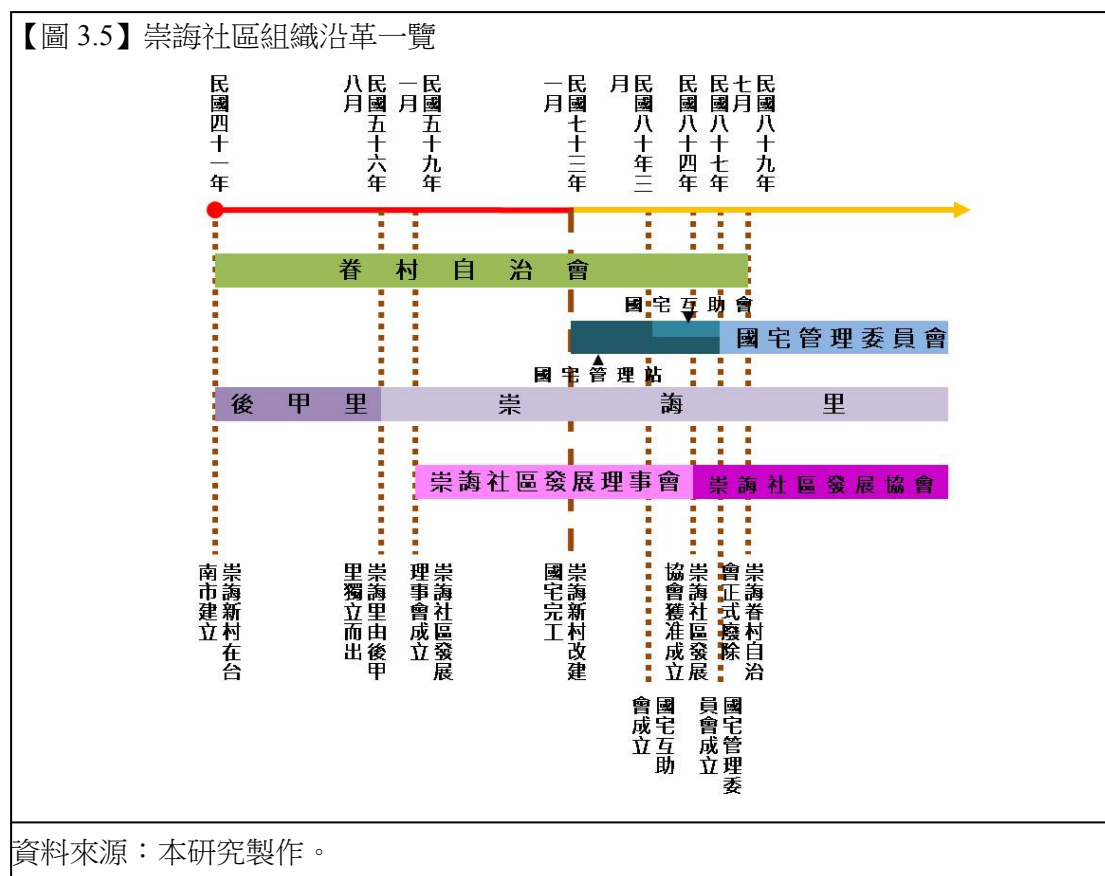 【圖 3.5】崇誨社區組織沿革一覽
民國四十一年
民國五十六年
八月
民國五十九年
一月
民國七十三年
一月
民國八十年三
月
民國八十四年
民國八十七年
民國八十九年
七月
眷村自治會
國宅互助會
國宅管理委員會
國宅管理站
後甲里
崇誨里
崇誨社區發展理事會
崇誨社區發展協會
崇誨新村在台
南市建立
崇誨里由後甲
里獨立而出
崇誨社區發展
理事會成立
崇誨新村改建
國宅完工
國宅互助
會成立
崇誨社區發展
協會獲准成立
國宅管理委
員會成立
崇誨眷村自治
會正式廢除
資料來源：本研究製作。